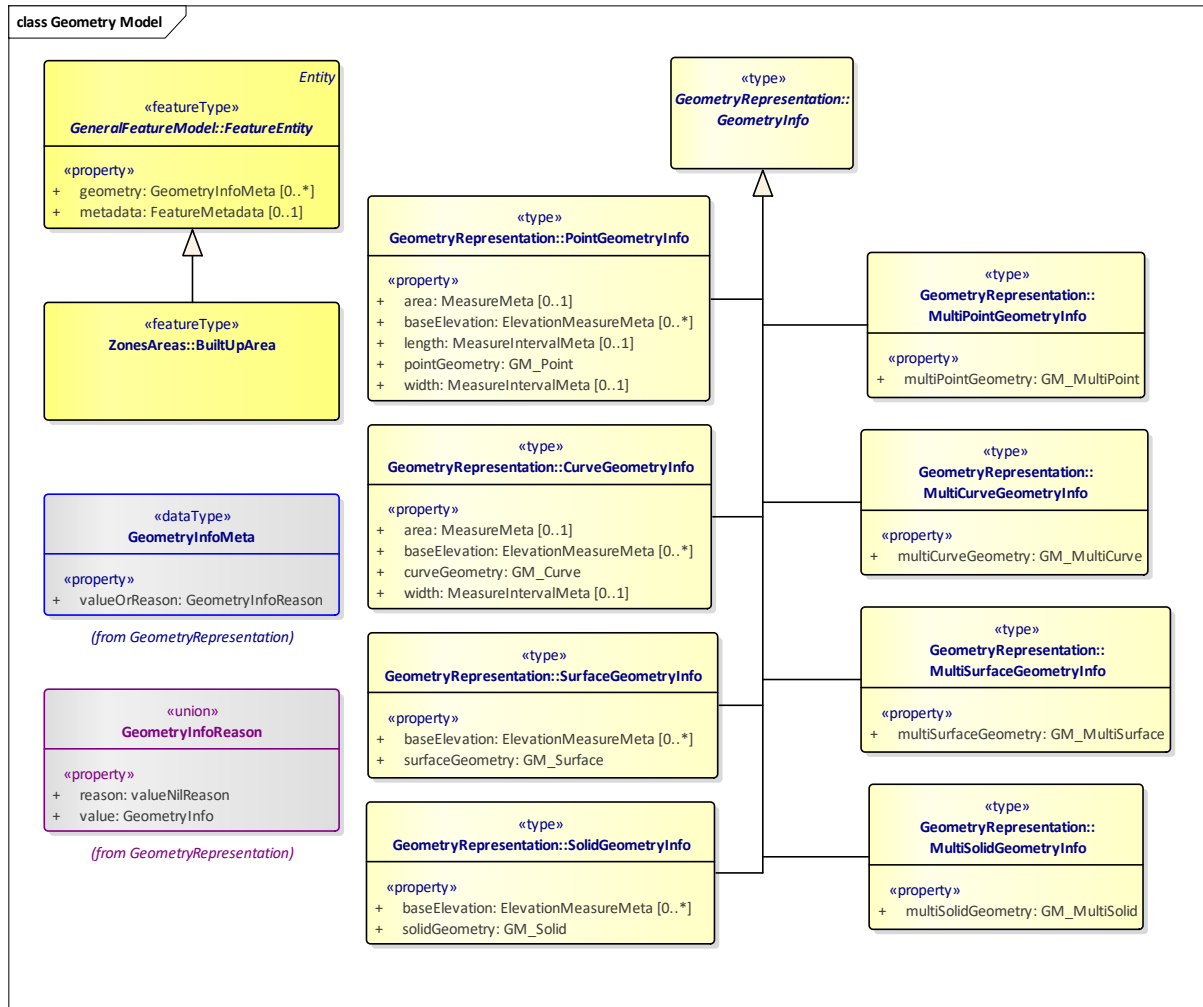 class Geometry Model
Entity
«featureType»
GeneralFeatureModel::FeatureEntity
«property»
+ geometry: GeometryInfoMeta [0..*]
+ metadata: FeatureMetadata [0..1]
«featureType»
ZonesAreas::BuiltUpArea
«dataType»
GeometryInfoMeta
«property»
+ valueOrReason: GeometryInfoReason
(from GeometryRepresentation)
«union»
GeometryInfoReason
«property»
+ reason: valueNilReason
+ value: GeometryInfo
(from GeometryRepresentation)
«type»
GeometryRepresentation::
GeometryInfo
«type»
GeometryRepresentation::PointGeometryInfo
«property»
+ area: MeasureMeta [0..1]
+ baseElevation: ElevationMeasureMeta [0..*]
+ length: MeasureIntervalMeta [0..1]
+ pointGeometry: GM_Point
+ width: MeasureIntervalMeta [0..1]
«type»
GeometryRepresentation::CurveGeometryInfo
«property»
+ area: MeasureMeta [0..1]
+ baseElevation: ElevationMeasureMeta [0..*]
+ curveGeometry: GM_Curve
+ width: MeasureIntervalMeta [0..1]
«type»
GeometryRepresentation::SurfaceGeometryInfo
«property»
+ baseElevation: ElevationMeasureMeta [0..*]
+ surfaceGeometry: GM_Surface
«type»
GeometryRepresentation::SolidGeometryInfo
«property»
+ baseElevation: ElevationMeasureMeta [0..*]
+ solidGeometry: GM_Solid
«type»
GeometryRepresentation::
MultiPointGeometryInfo
«property»
+ multiPointGeometry: GM_MultiPoint
«type»
GeometryRepresentation::
MultiCurveGeometryInfo
«property»
+ multiCurveGeometry: GM_MultiCurve
«type»
GeometryRepresentation::
MultiSurfaceGeometryInfo
«property»
+ multiSurfaceGeometry: GM_MultiSurface
«type»
GeometryRepresentation::
MultiSolidGeometryInfo
«property»
+ multiSolidGeometry: GM_MultiSolid